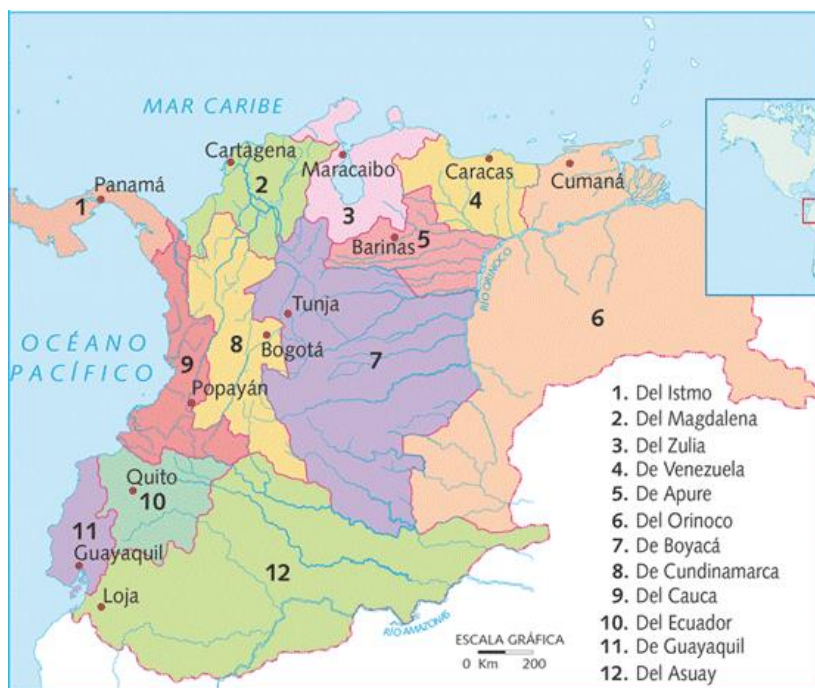 MAR CARIBE
Cartagena
Maracaibo
Caracas
Cumaná
Panamá
1
2
3
4
Barinas
5
RÍO ORINOCO
Tunja
6
OCÉANO
PACÍFICO
8
Bogotá
7
9
Popayán
Quito
10
11
Guayaquil
12
Loja
RÍO AMAZONAS
ESCALA GRÁFICA
0 Km 200
1. Del Istmo
2. Del Magdalena
3. Del Zulia
4. De Venezuela
5. De Apure
6. Del Orinoco
7. De Boyacá
8. De Cundinamarca
9. Del Cauca
10. Del Ecuador
11. De Guayaquil
12. Del Asuay